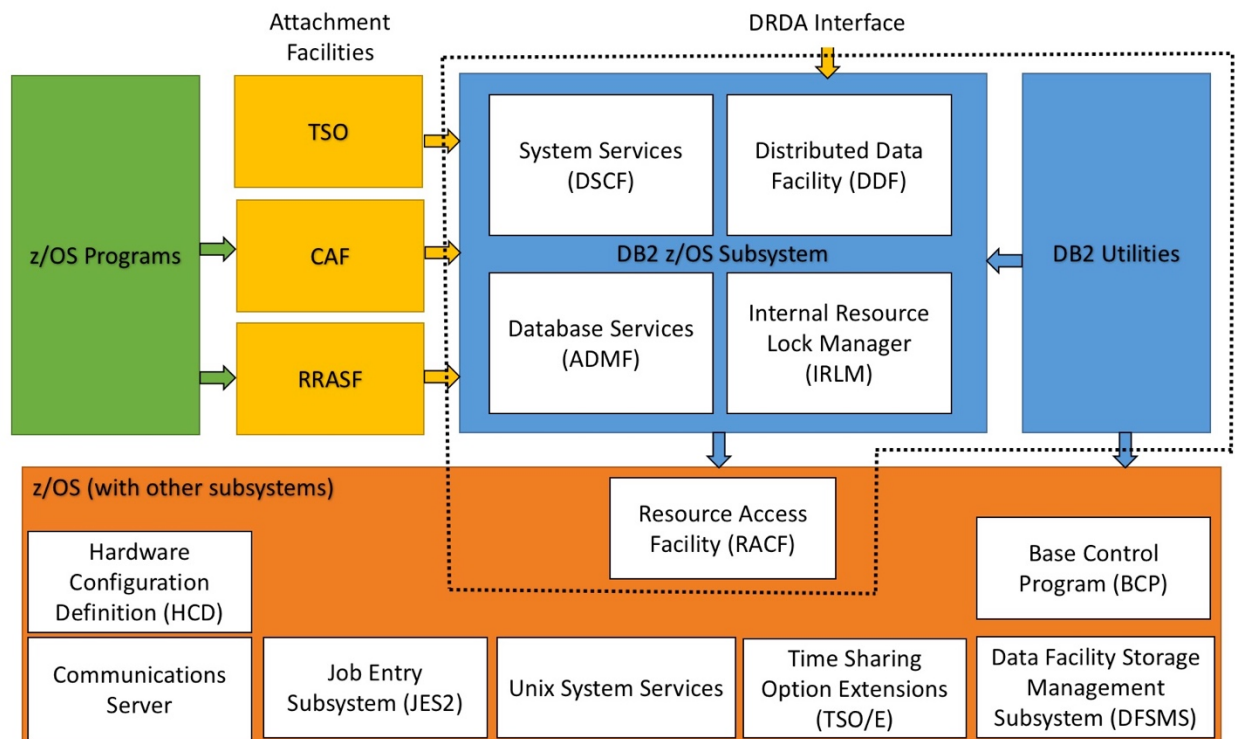 Attachment
Facilities
DRDA Interface
z/OS Programs
TSO
CAF
RRASF
System Services
(DSCF)
Distributed Data
Facility (DDF)
DB2 z/OS Subsystem
Database Services
(ADMF)
Internal Resource
Lock Manager
(IRLM)
DB2 Utilities
z/OS (with other subsystems)
Resource Access
Facility (RACF)
Hardware
Configuration
Definition (HCD)
Base Control
Program (BCP)
Communications
Server
Job Entry
Subsystem (JES2)
Unix System Services
Time Sharing
Option Extensions
(TSO/E)
Data Facility Storage
Management
Subsystem (DFSMS)